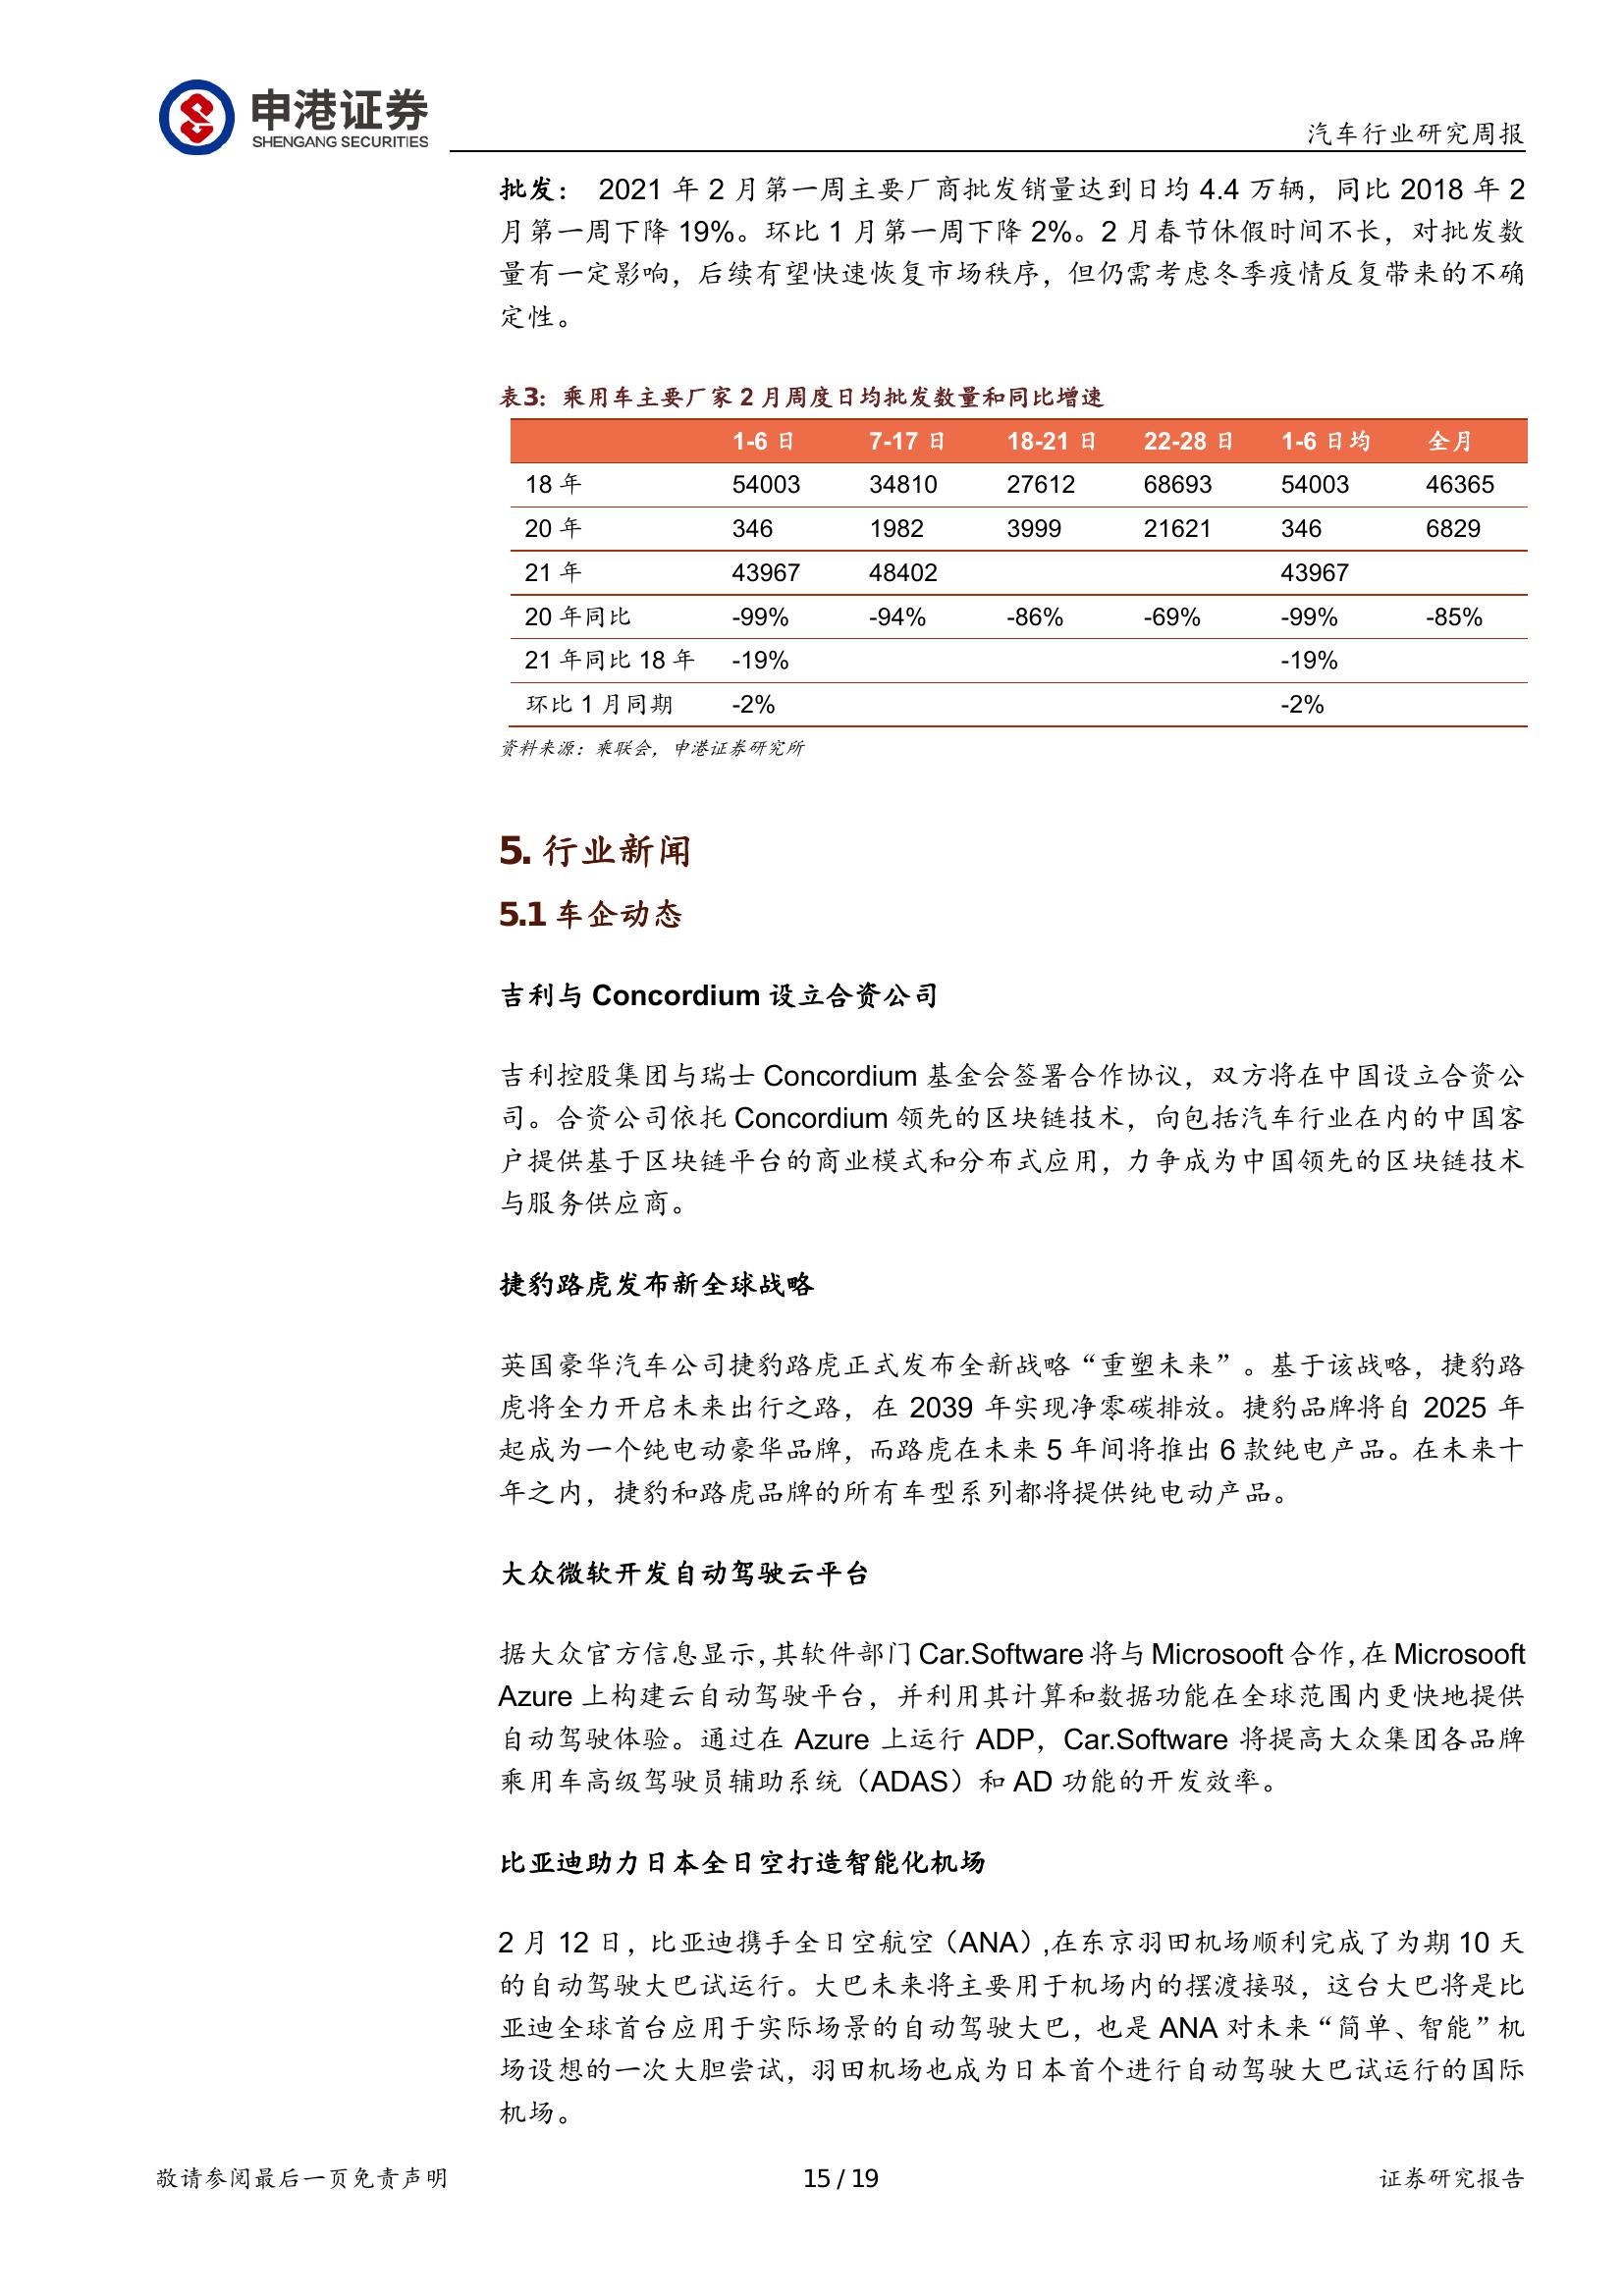 申港证券
SHENGANG SECURITIES
汽车行业研究周报
批发： 2021 年 2 月第一周主要厂商批发销量达到日均 4.4 万辆，同比 2018 年 2
月第一周下降 19%。环比 1 月第一周下降 2%。2 月春节休假时间不长，对批发数
量有一定影响，后续有望快速恢复市场秩序，但仍需考虑冬季疫情反复带来的不确
定性。
表3：乘用车主要厂家 2 月周度日均批发数量和同比增速
1-6 日 7-17 日 18-21 日 22-28 日 1-6 日均 全月
18 年 54003 34810 27612 68693 54003 46365
20 年 346 1982 3999 21621 346 6829
21 年 43967 48402 43967
20 年同比 -99% -94% -86% -69% -99% -85%
21 年同比 18 年 -19% -19%
环比 1 月同期 -2% -2%
资料来源：乘联会，申港证券研究所
5. 行业新闻
5.1 车企动态
吉利与 Concordium 设立合资公司
吉利控股集团与瑞士 Concordium 基金会签署合作协议，双方将在中国设立合资公
司。合资公司依托 Concordium 领先的区块链技术，向包括汽车行业在内的中国客
户提供基于区块链平台的商业模式和分布式应用，力争成为中国领先的区块链技术
与服务供应商。
捷豹路虎发布新全球战略
英国豪华汽车公司捷豹路虎正式发布全新战略“重塑未来”。基于该战略，捷豹路
虎将全力开启未来出行之路，在 2039 年实现净零碳排放。捷豹品牌将自 2025 年
起成为一个纯电动豪华品牌，而路虎在未来 5 年间将推出 6 款纯电产品。在未来十
年之内，捷豹和路虎品牌的所有车型系列都将提供纯电动产品。
大众微软开发自动驾驶云平台
据大众官方信息显示,其软件部门 Car.Software 将与 Microsooft 合作,在 Microsooft
Azure 上构建云自动驾驶平台，并利用其计算和数据功能在全球范围内更快地提供
自动驾驶体验。通过在 Azure 上运行 ADP，Car.Software 将提高大众集团各品牌
乘用车高级驾驶员辅助系统（ADAS）和 AD 功能的开发效率。
比亚迪助力日本全日空打造智能化机场
2 月 12 日，比亚迪携手全日空航空（ANA）,在东京羽田机场顺利完成了为期 10 天
的自动驾驶大巴试运行。大巴未来将主要用于机场内的摆渡接驳，这台大巴将是比
亚迪全球首台应用于实际场景的自动驾驶大巴，也是 ANA 对未来“简单、智能”机
场设想的一次大胆尝试，羽田机场也成为日本首个进行自动驾驶大巴试运行的国际
机场。
敬请参阅最后一页免责声明 15 / 19 证券研究报告